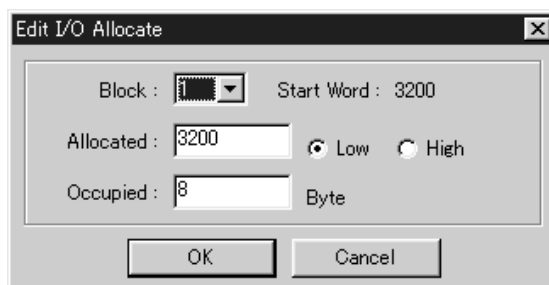 Edit I/O Allocate
Block : 1 Start Word : 3200
Allocated : 3200 Low High
Occupied : 8 Byte
OK Cancel